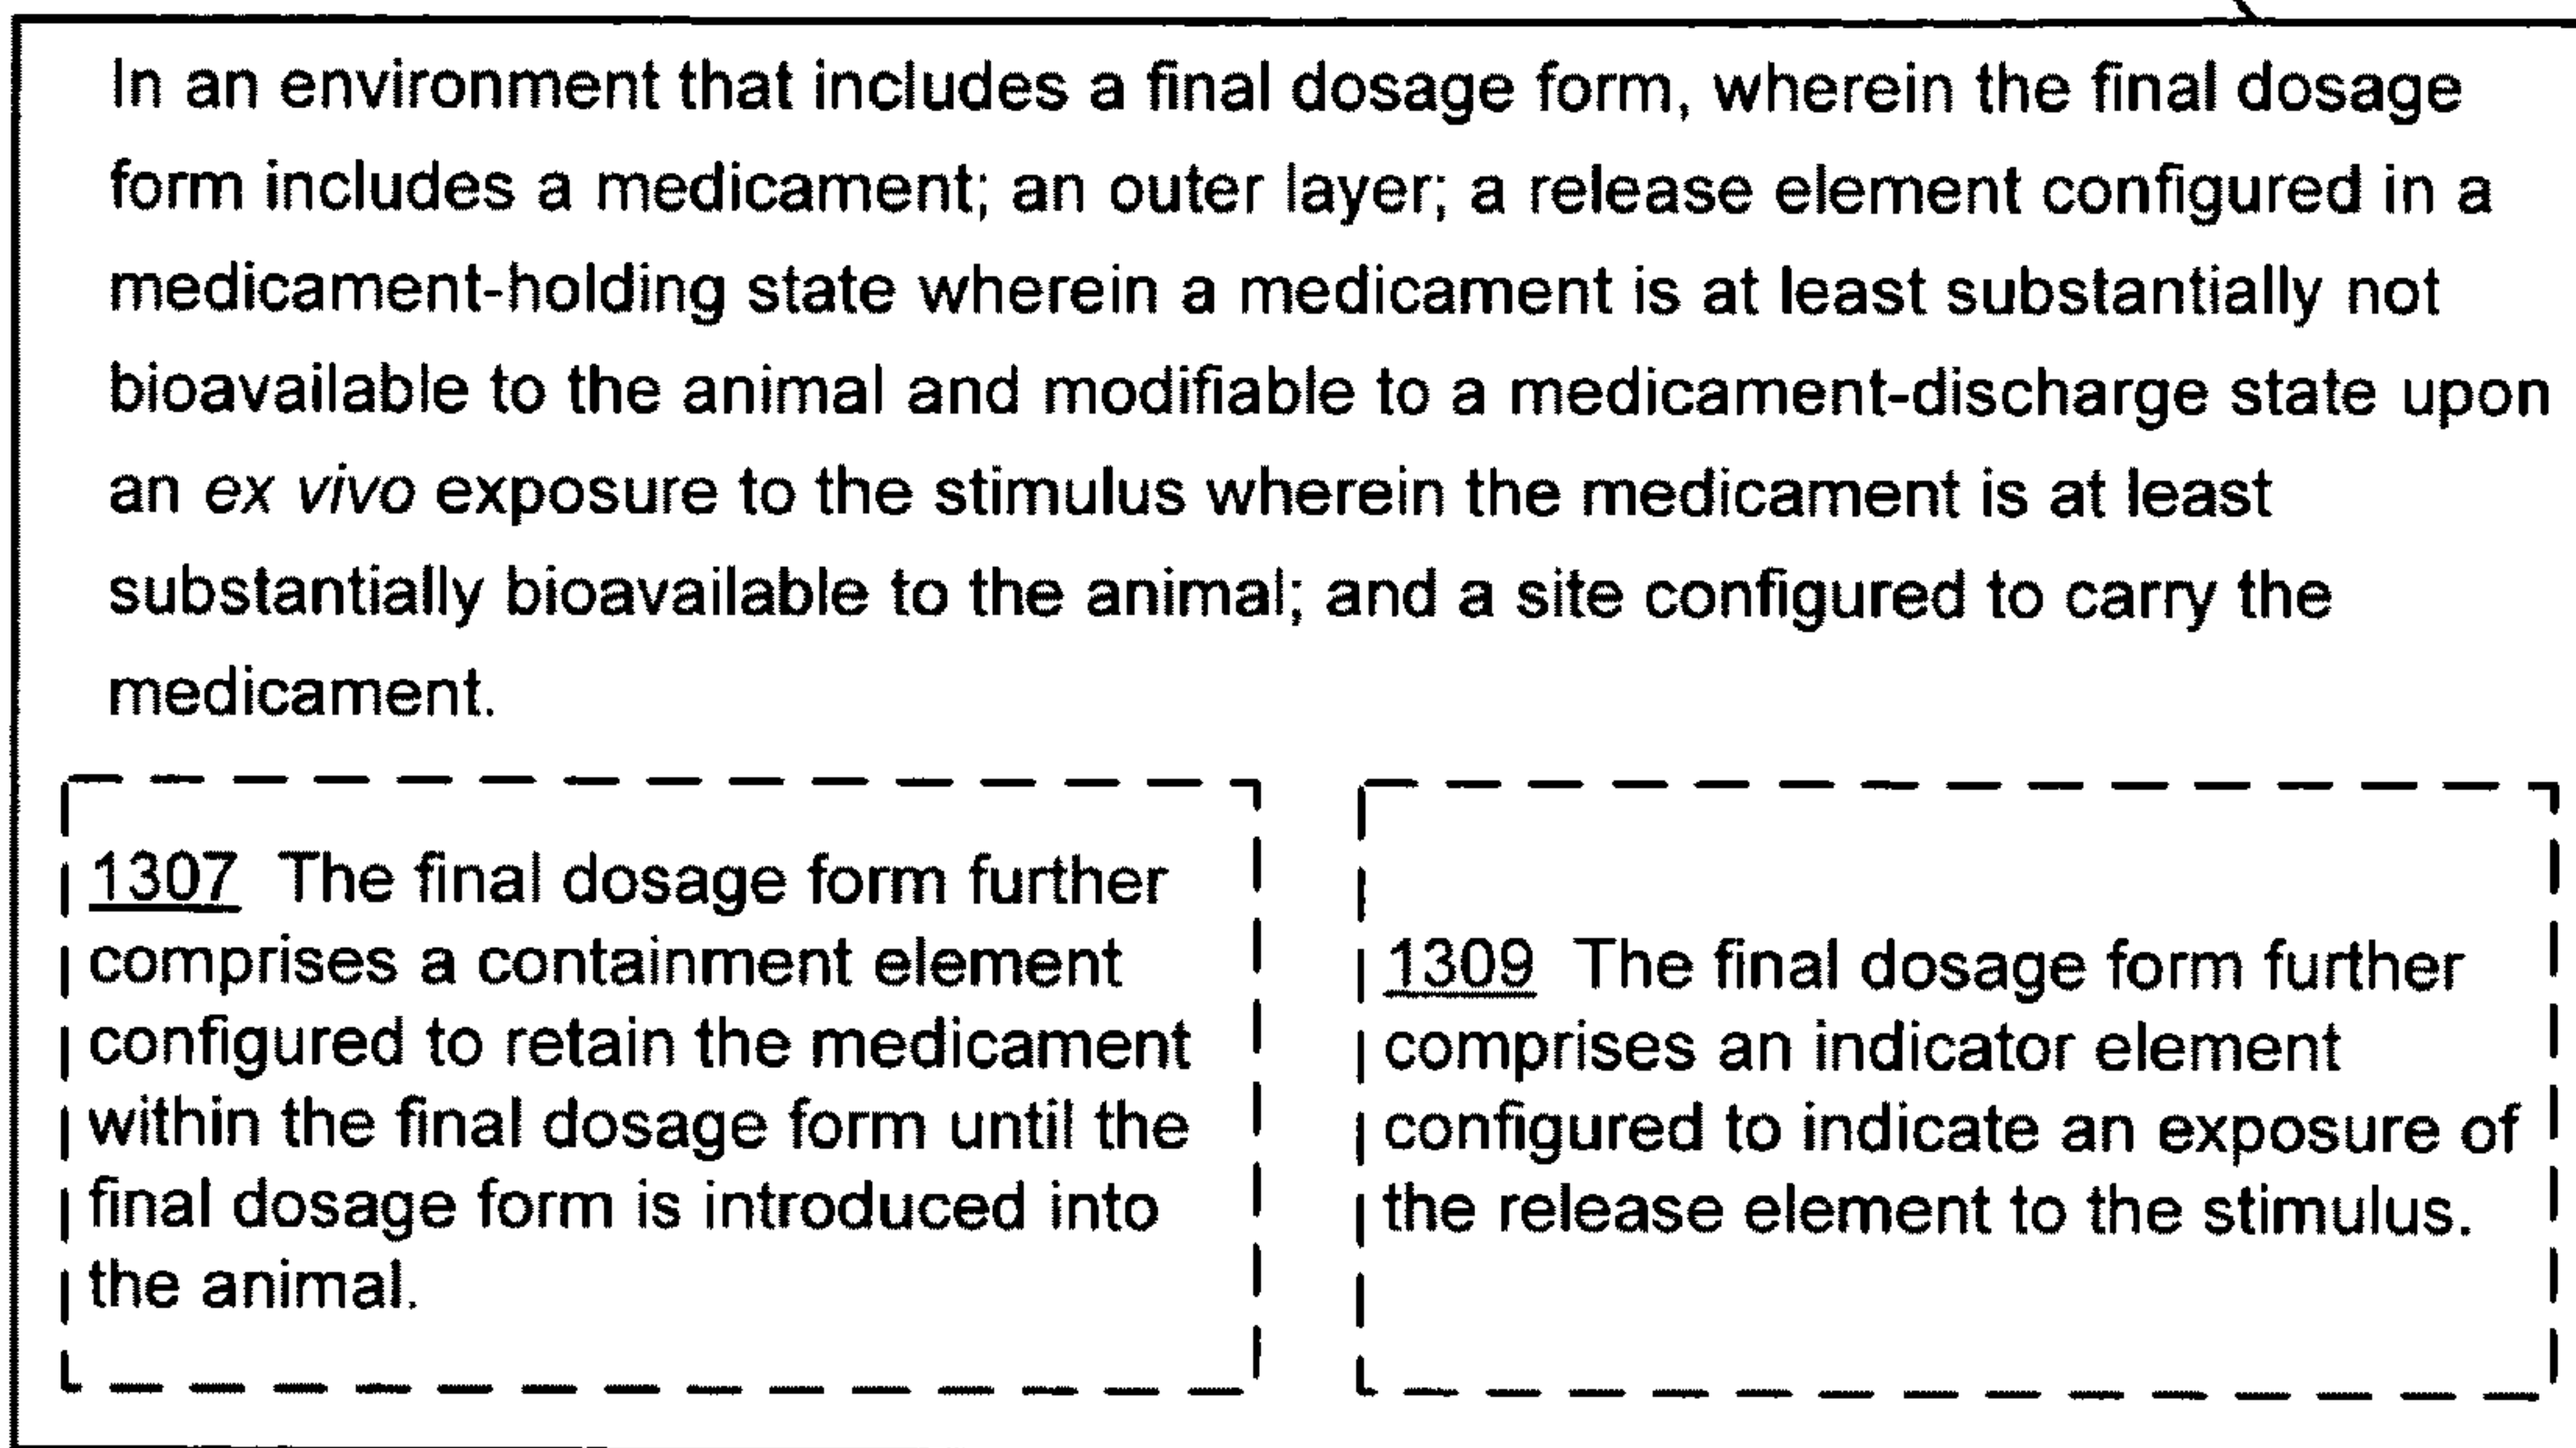 In an environment that includes a final dosage form, wherein the final dosage
form includes a medicament; an outer layer; a release element configured in a
medicament-holding state wherein a medicament is at least substantially not
bioavailable to the animal and modifiable to a medicament-discharge state upon
an ex vivo exposure to the stimulus wherein the medicament is at least
substantially bioavailable to the animal; and a site configured to carry the
medicament.
1307 The final dosage form further
comprises a containment element
configured to retain the medicament
within the final dosage form until the
final dosage form is introduced into
the animal.
1309 The final dosage form further
comprises an indicator element
configured to indicate an exposure of
the release element to the stimulus.